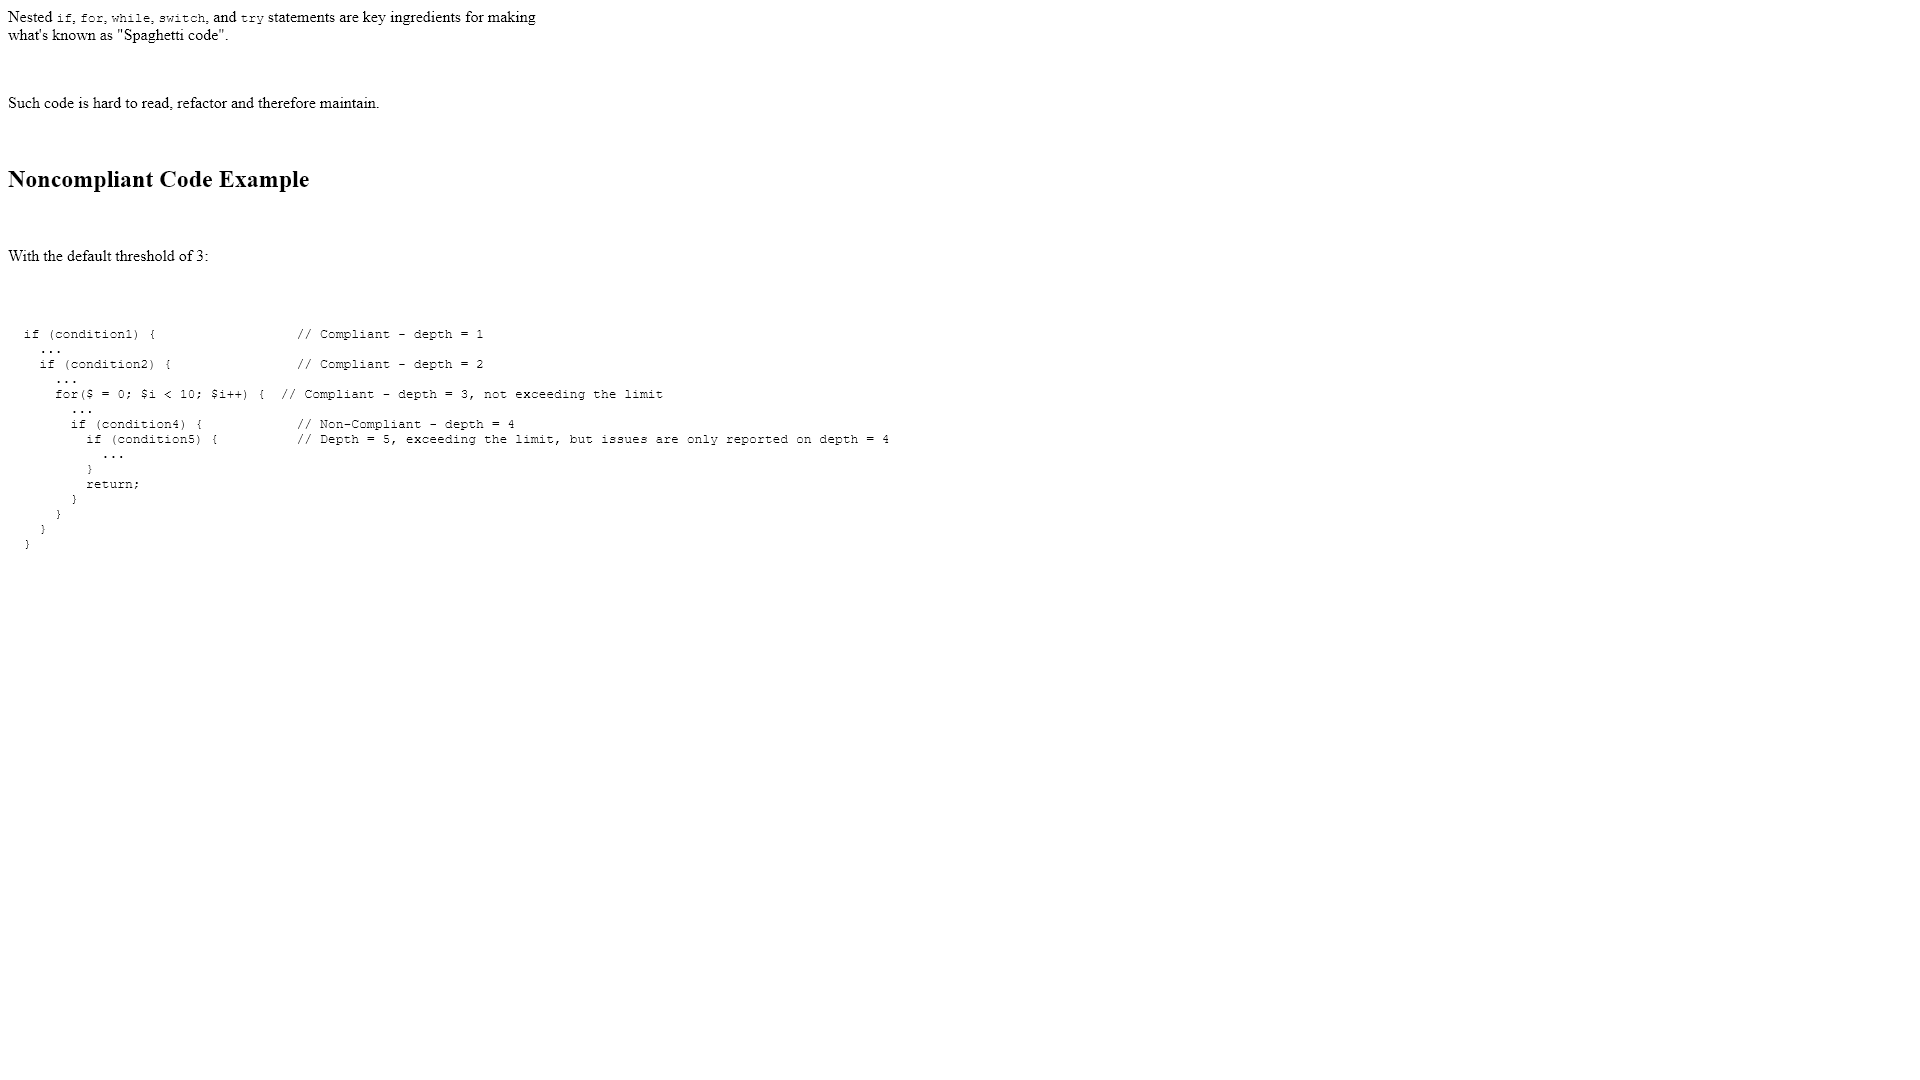 Nested if, for, while, switch, and try statements are key ingredients for making
what's known as "Spaghetti code".
Such code is hard to read, refactor and therefore maintain.
Noncompliant Code Example
With the default threshold of 3:
  if (condition1) {                  // Compliant - depth = 1
    ...
    if (condition2) {                // Compliant - depth = 2
      ...
      for($ = 0; $i < 10; $i++) {  // Compliant - depth = 3, not exceeding the limit
        ...
        if (condition4) {            // Non-Compliant - depth = 4
          if (condition5) {          // Depth = 5, exceeding the limit, but issues are only reported on depth = 4
            ...
          }
          return;
        }
      }
    }
  }